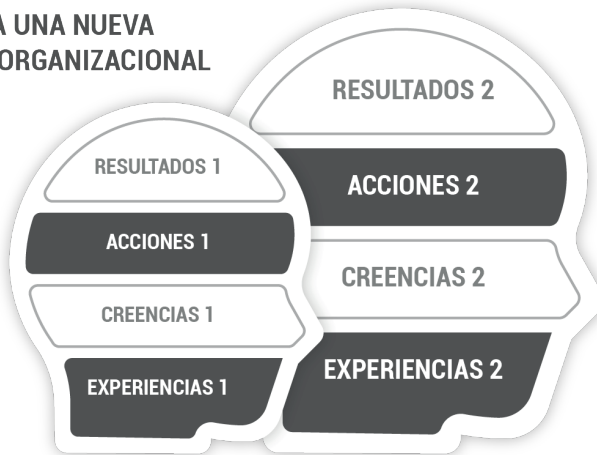 A UNA NUEVA
ORGANIZACIONAL
RESULTADOS 1
ACCIONES 1
CREENCIAS 1
EXPERIENCIAS 1
RESULTADOS 2
ACCIONES 2
CREENCIAS 2
EXPERIENCIAS 2